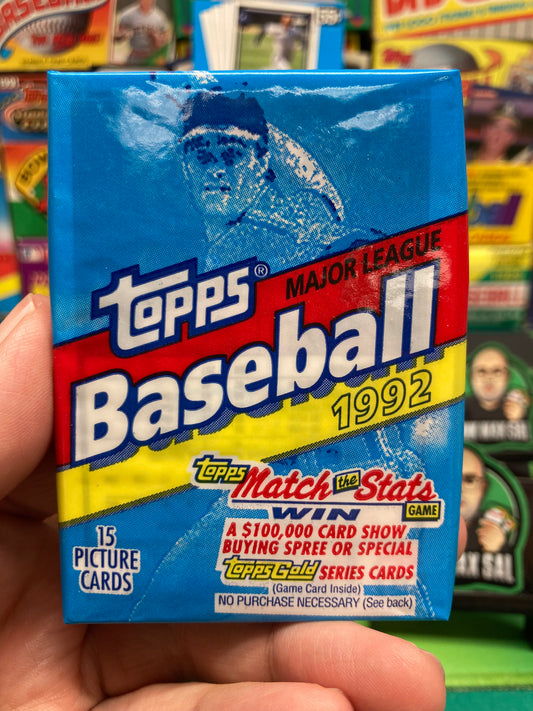 Topps®
MAJOR LEAGUE
Baseball
1992
Topps
Match the Stats
GAME
WIN
A $100,000 CARD SHOW
BUYING SPREE OR SPECIAL
Topps Gold SERIES CARDS
(Game Card Inside)
NO PURCHASE NECESSARY (See back)
15
PICTURE
CARDS